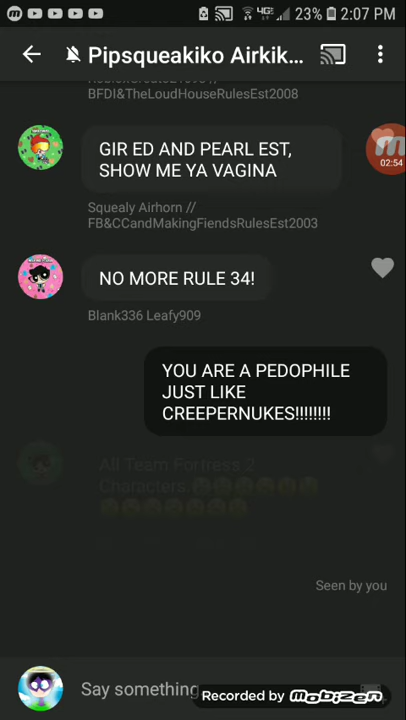 23% 2:07 PM
Pipsqueakiko Airkik...
BFDI&TheLoudHouseRulesEst2008
GIR ED AND PEARL EST,
SHOW ME YA VAGINA
02:54
Squealy Airhorn //
FB&CCandMakingFiendsRulesEst2003
NO MORE RULE 34!
Blank336 Leafy909
YOU ARE A PEDOPHILE
JUST LIKE
CREEPERNUKES!!!!!!!!
All Team Fortress 2
Characters
Seen by you
Say something
Recorded by MOBIZEN